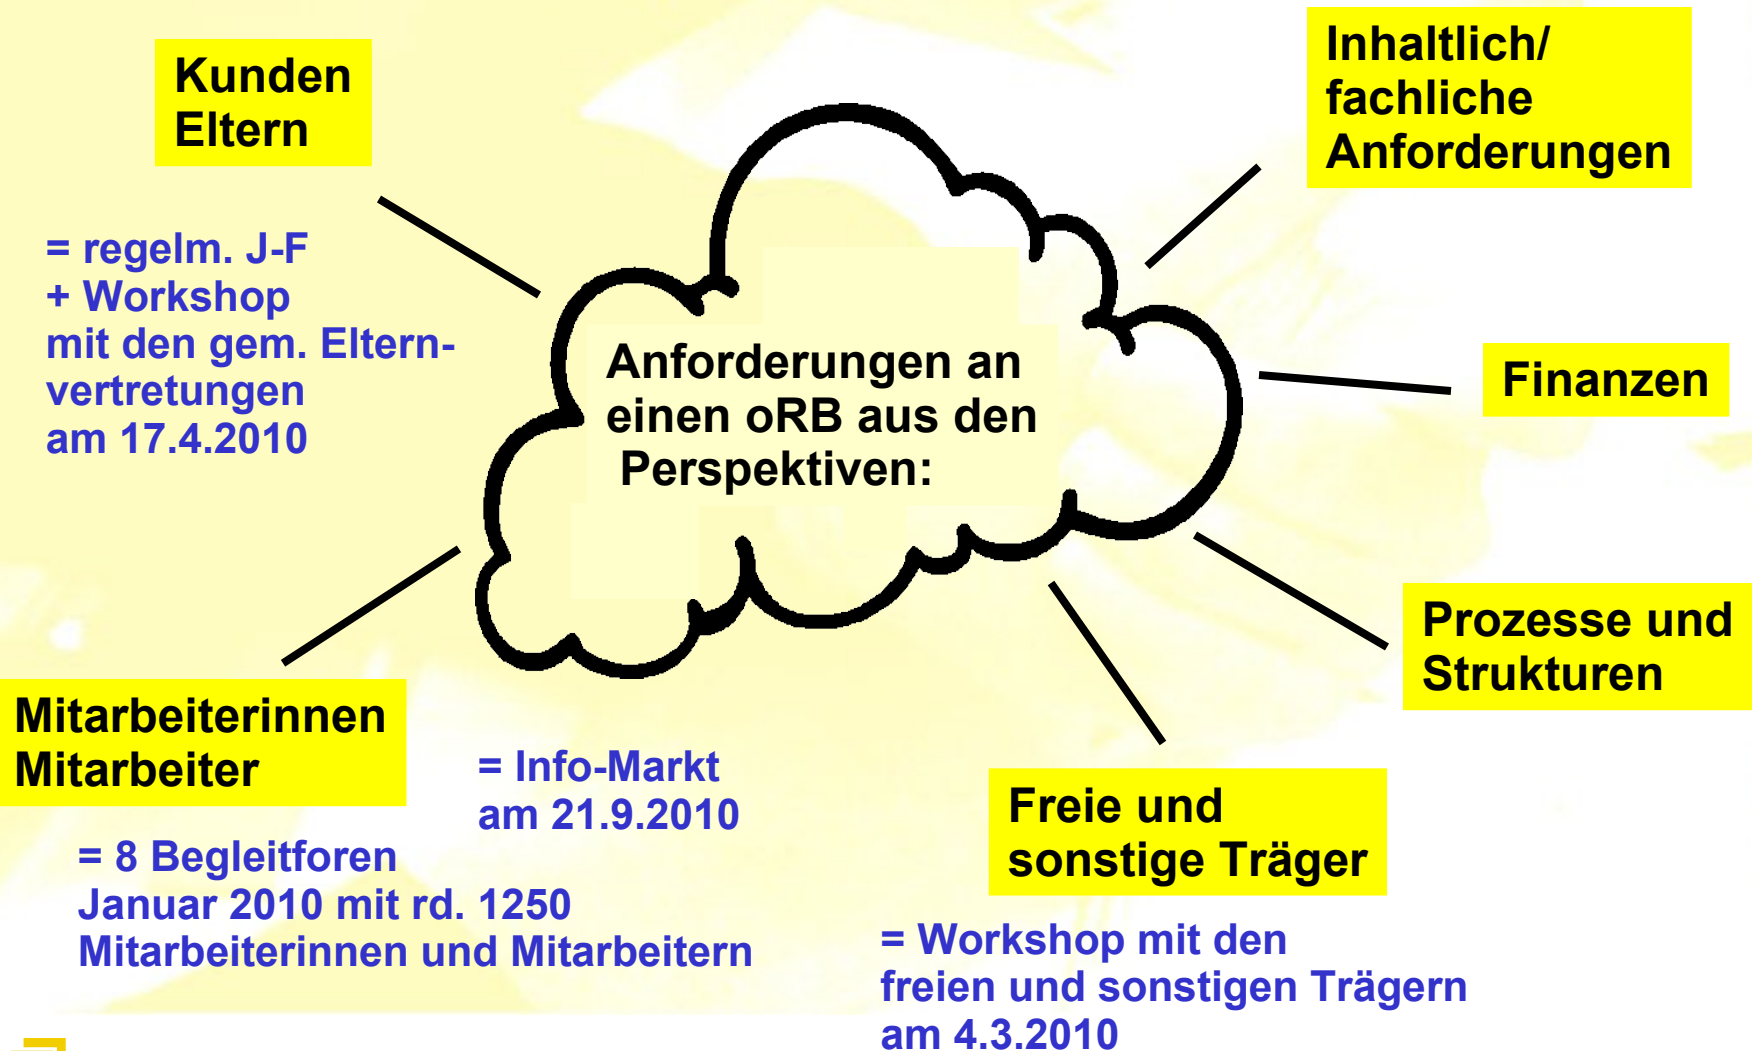 Kunden
Eltern
= regelm. J-F
+ Workshop
mit den gem. Eltern-
vertretungen
am 17.4.2010
Inhaltlich/
fachliche
Anforderungen
Anforderungen an
einen oRB aus den
Perspektiven:
Finanzen
Prozesse und
Strukturen
Mitarbeiterinnen
Mitarbeiter
= Info-Markt
am 21.9.2010
= 8 Begleitforen
Januar 2010 mit rd. 1250
Mitarbeiterinnen und Mitarbeitern
Freie und
sonstige Träger
= Workshop mit den
freien und sonstigen Trägern
am 4.3.2010